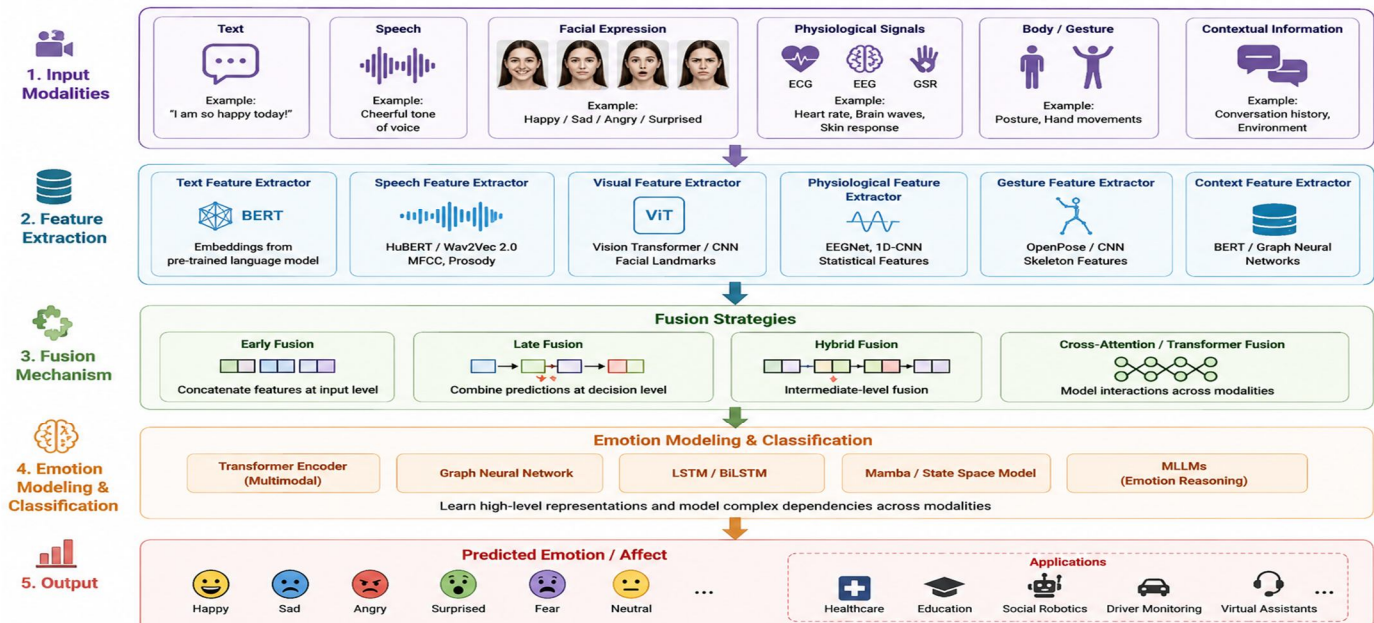 1. Input
Modalities
Text
Example:
"I am so happy today!"
Speech
Example:
Cheerful tone
of voice
Facial Expression
Example:
Happy / Sad / Angry / Surprised
Physiological Signals
ECG
EEG
GSR
Example:
Heart rate, Brain waves,
Skin response
Body / Gesture
Example:
Posture, Hand movements
Contextual Information
Example:
Conversation history,
Environment
2. Feature
Extraction
Text Feature Extractor
BERT
Embeddings from
pre-trained language model
Speech Feature Extractor
HuBERT / Wav2Vec 2.0
MFCC, Prosody
Visual Feature Extractor
ViT
Vision Transformer / CNN
Facial Landmarks
Physiological Feature
Extractor
EEGNet, 1D-CNN
Statistical Features
Gesture Feature Extractor
OpenPose / CNN
Skeleton Features
Context Feature Extractor
BERT / Graph Neural
Networks
3. Fusion
Mechanism
Fusion Strategies
Early Fusion
Concatenate features at input level
Late Fusion
Combine predictions at decision level
Hybrid Fusion
Intermediate-level fusion
Cross-Attention / Transformer Fusion
Model interactions across modalities
4. Emotion
Modeling &
Classification
Emotion Modeling & Classification
Transformer Encoder
(Multimodal)
Graph Neural Network
LSTM / BiLSTM
Mamba / State Space Model
MLLMs
(Emotion Reasoning)
Learn high-level representations and model complex dependencies across modalities
5. Output
Predicted Emotion / Affect
Happy
Sad
Angry
Surprised
Fear
Neutral
...
Applications
Healthcare
Education
Social Robotics
Driver Monitoring
Virtual Assistants
...